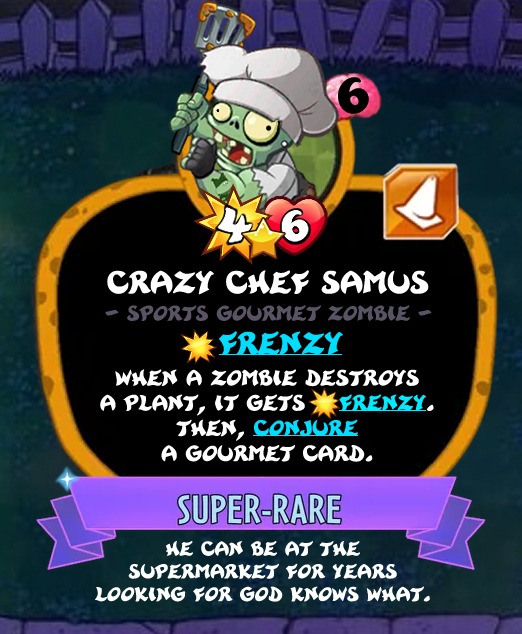 6
4 6
CRAZY CHEF SAMUS
- SPORTS GOURMET ZOMBIE -
FRENZY
WHEN A ZOMBIE DESTROYS
A PLANT, IT GETS FRENZY.
THEN, CONJURE
A GOURMET CARD.
SUPER-RARE
HE CAN BE AT THE
SUPERMARKET FOR YEARS
LOOKING FOR GOD KNOWS WHAT.